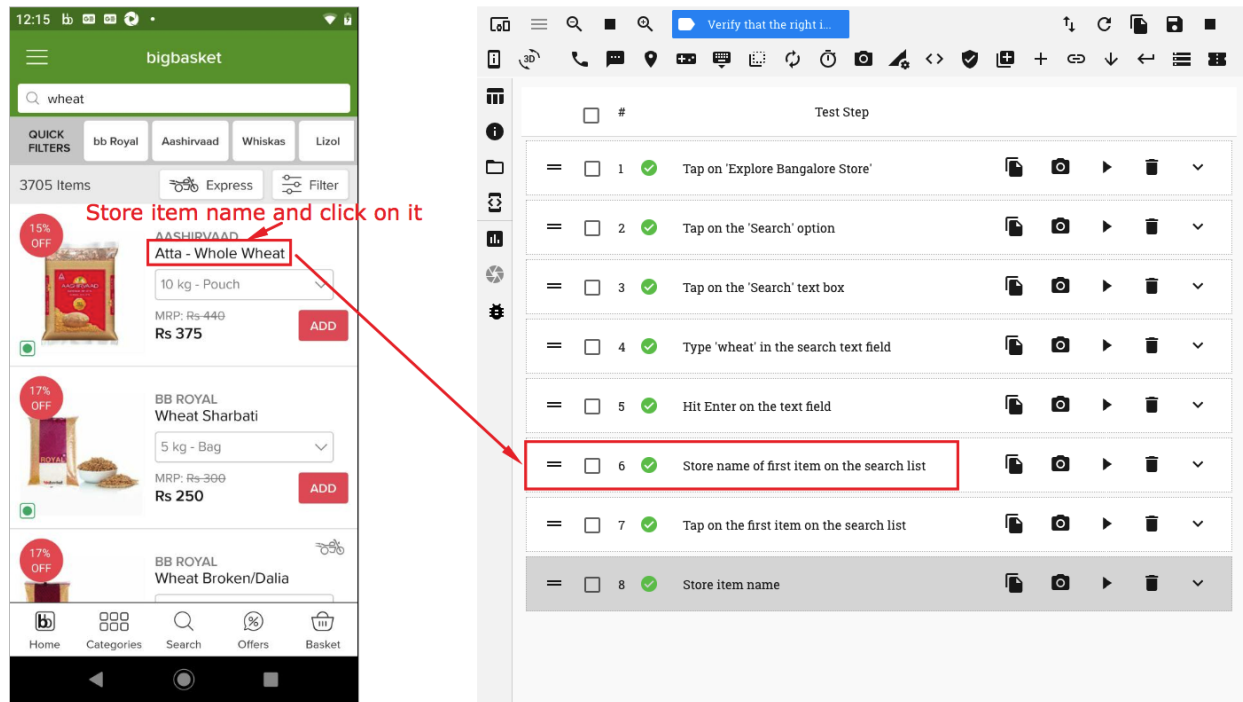 12:15
bigbasket
wheat
QUICK
FILTERS
bb Royal
Aashirvaad
Whiskas
Lizol
3705 Items
Express
Filter
Store item name and click on it
15%
OFF
AASHIRVAAD
Atta - Whole Wheat
10 kg - Pouch
MRP: Rs 440
Rs 375
ADD
17%
OFF
BB ROYAL
Wheat Sharbati
5 kg - Bag
MRP: Rs 300
Rs 250
ADD
17%
OFF
BB ROYAL
Wheat Broken/Dalia
bb
Home
Categories
Search
Offers
Basket
Verify that the right i...
3D
# Test Step
1 Tap on 'Explore Bangalore Store'
2 Tap on the 'Search' option
3 Tap on the 'Search' text box
4 Type 'wheat' in the search text field
5 Hit Enter on the text field
6 Store name of first item on the search list
7 Tap on the first item on the search list
8 Store item name